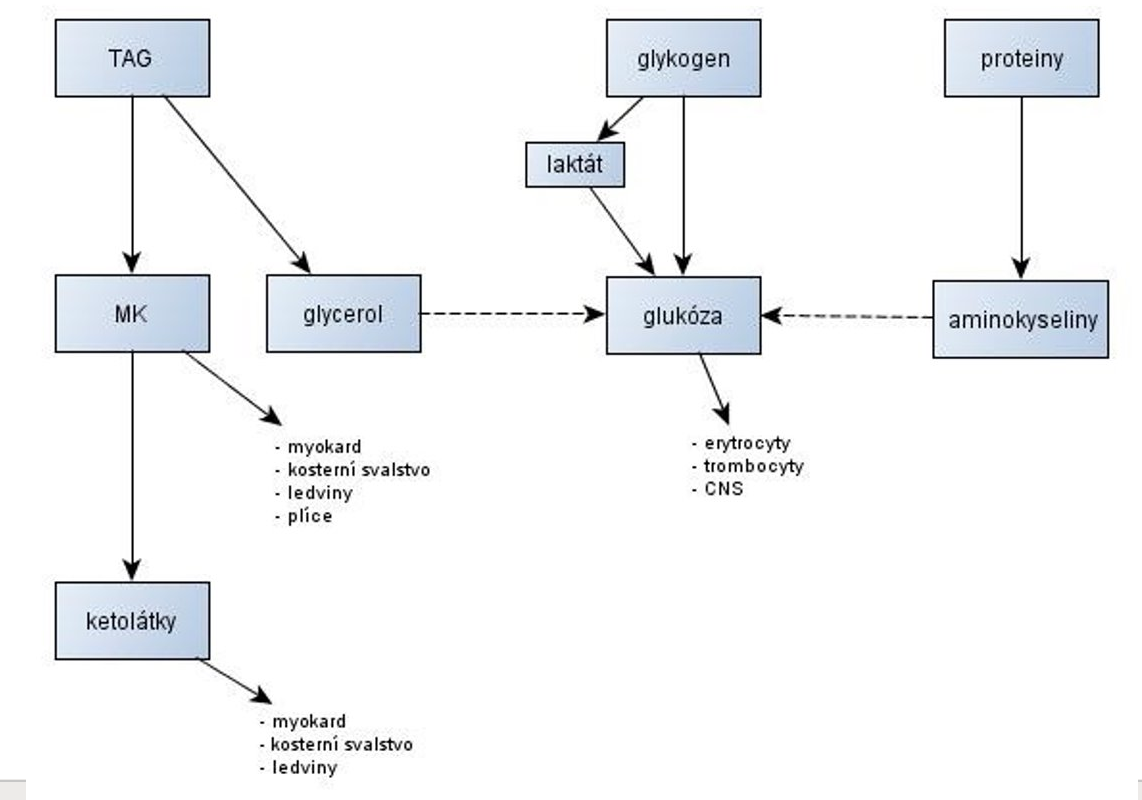 TAG
glykogen
proteiny
laktát
MK
glycerol
glukóza
aminokyseliny
- myokard
- kosterní svalstvo
- ledviny
- plíce
- erytrocyty
- trombocyty
- CNS
ketolátky
- myokard
- kosterní svalstvo
- ledviny